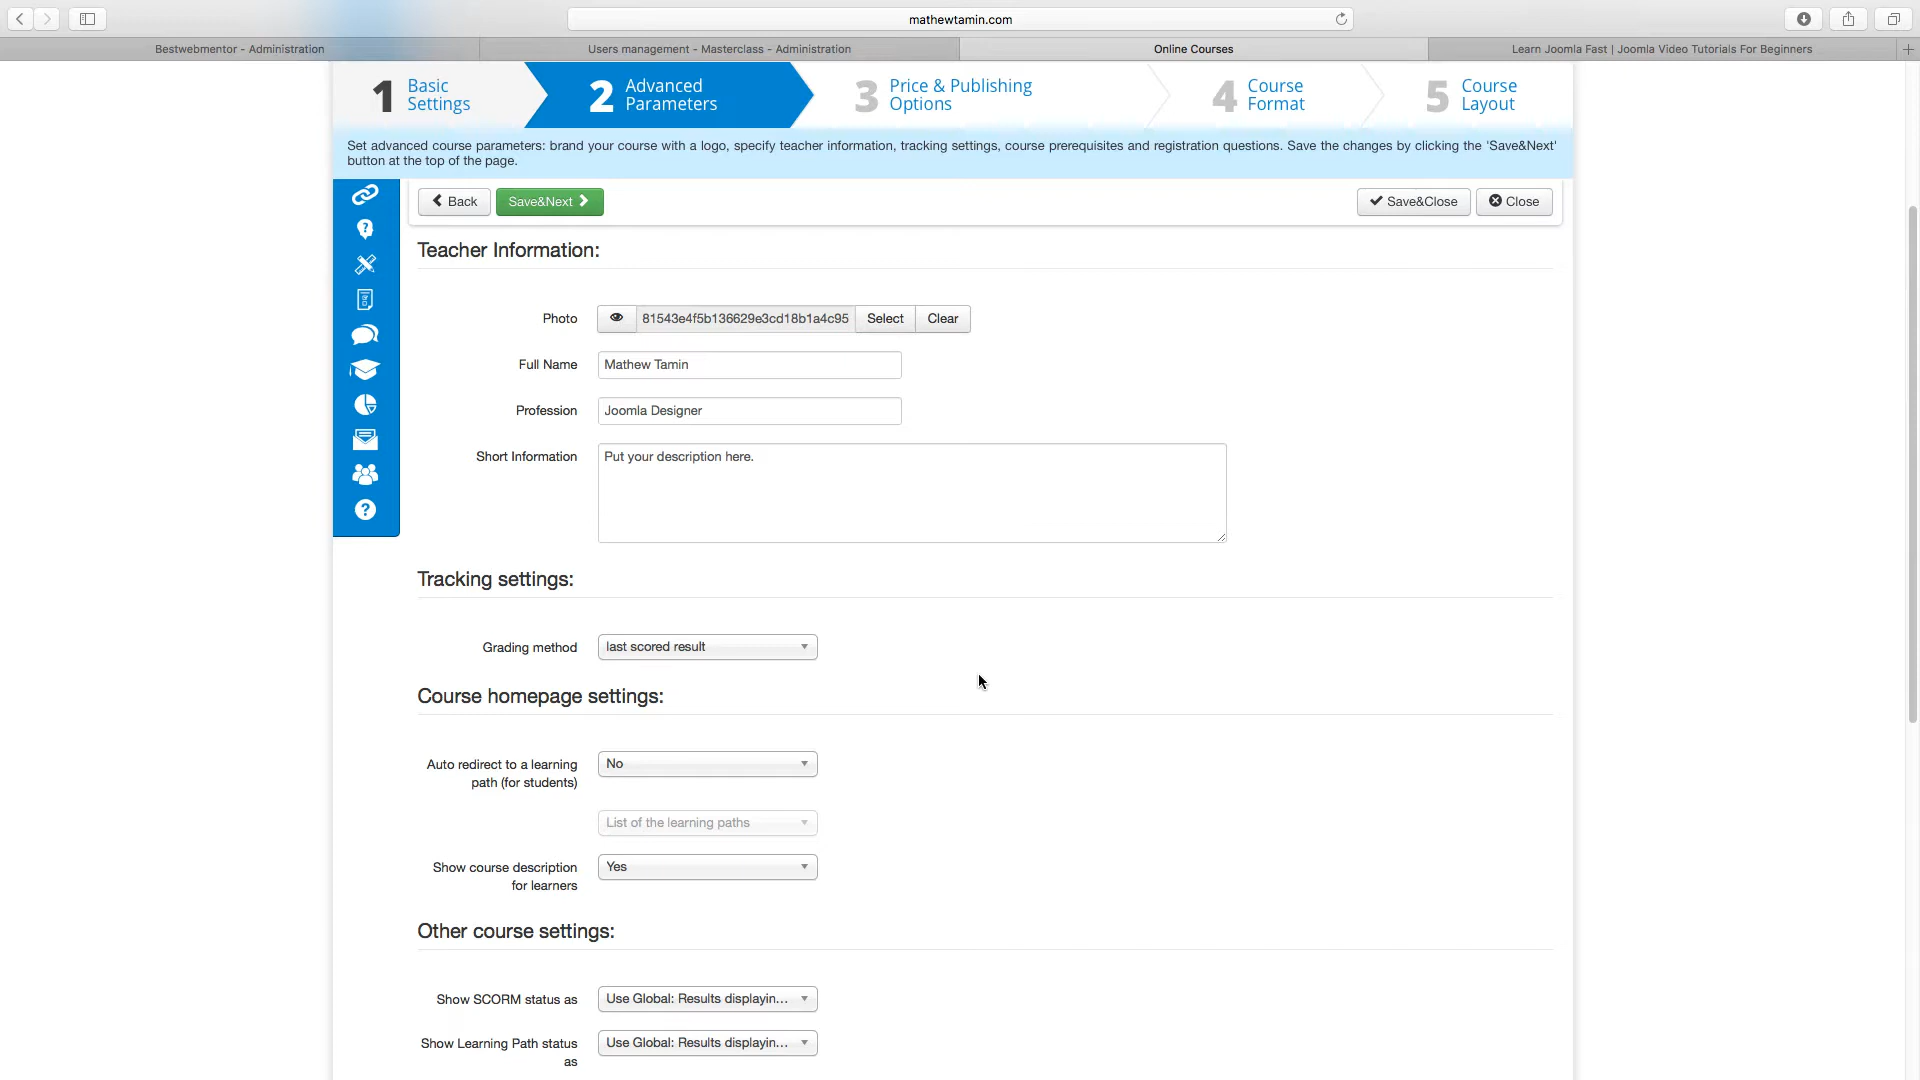 mathewtamin.com
Bestwebmentor - Administration
Users management - Masterclass - Administration
Online Courses
Learn Joomla Fast | Joomla Video Tutorials For Beginners
1 Basic Settings
2 Advanced Parameters
3 Price & Publishing Options
4 Course Format
5 Course Layout
Set advanced course parameters: brand your course with a logo, specify teacher information, tracking settings, course prerequisites and registration questions. Save the changes by clicking the 'Save&Next'
button at the top of the page.
Back
Save&Next
Save&Close
Close
Teacher Information:
Photo
81543e4f5b136629e3cd18b1a4c95
Select
Clear
Full Name
Mathew Tamin
Profession
Joomla Designer
Short Information
Put your description here.
Tracking settings:
Grading method
last scored result
Course homepage settings:
Auto redirect to a learning
path (for students)
No
List of the learning paths
Show course description
for learners
Yes
Other course settings:
Show SCORM status as
Use Global: Results displayin...
Show Learning Path status
as
Use Global: Results displayin...